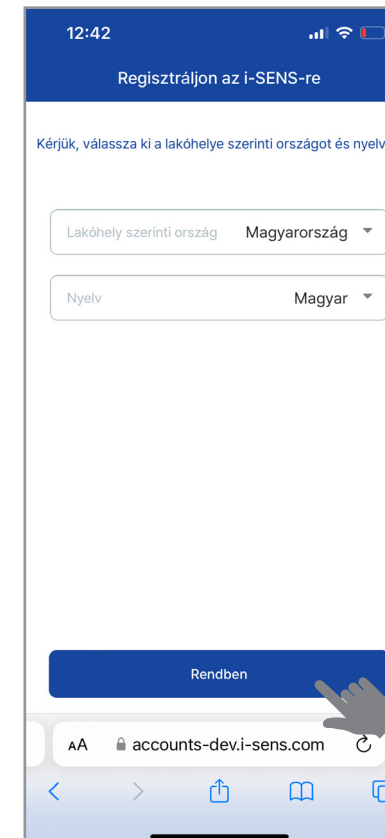 12:42
Regisztráljon az i-SENS-re
Kérjük, válassza ki a lakóhelye szerinti országot és nyelv
Lakóhely szerinti ország Magyarország
Nyelv Magyar
Rendben
AA accounts-dev.i-sens.com